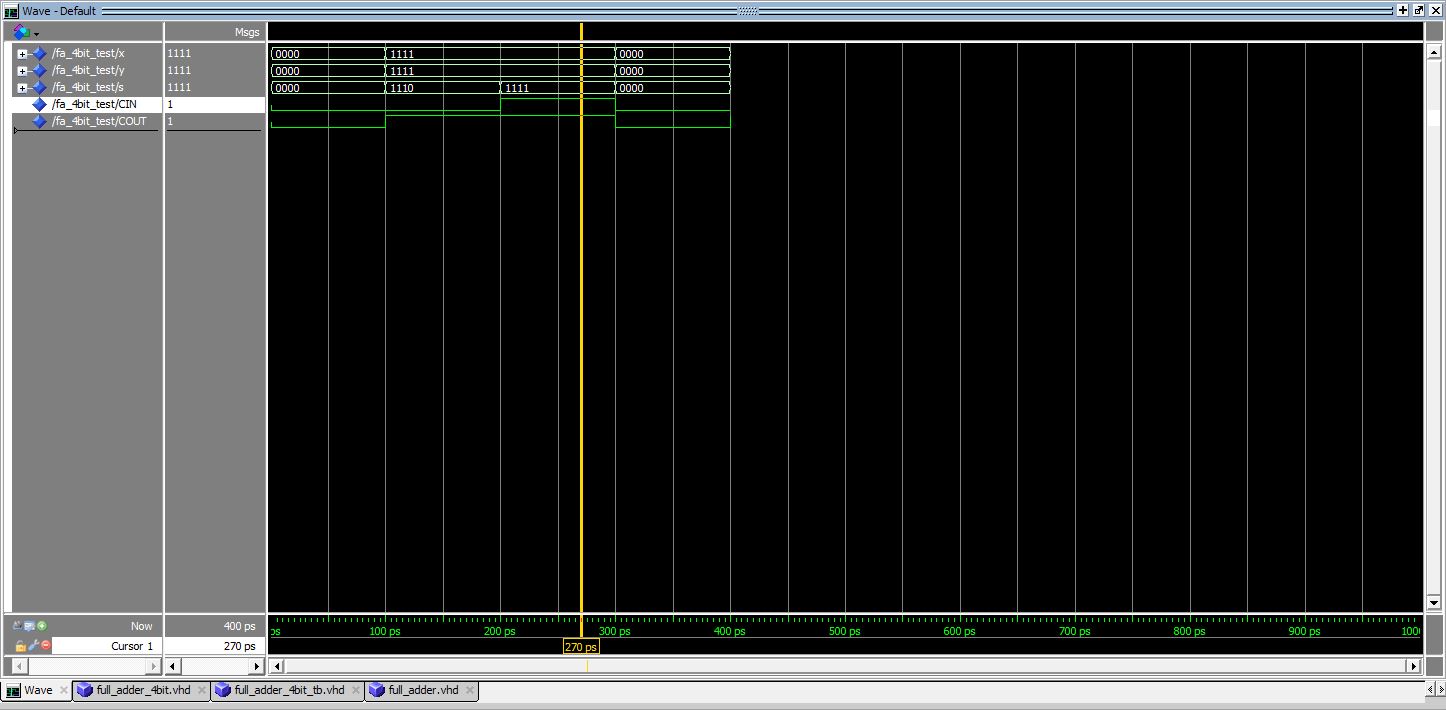 Wave - Default
Msgs
/fa_4bit_test/x 1111 0000 1111 0000
/fa_4bit_test/y 1111 0000 1111 0000
/fa_4bit_test/s 1111 0000 1110 1111 0000
/fa_4bit_test/CIN 1
/fa_4bit_test/COUT 1
Now 400 ps ps 100 ps 200 ps 300 ps 400 ps 500 ps 600 ps 700 ps 800 ps 900 ps 1000
Cursor 1 270 ps 270 ps
Wave full_adder_4bit.vhd full_adder_4bit_tb.vhd full_adder.vhd